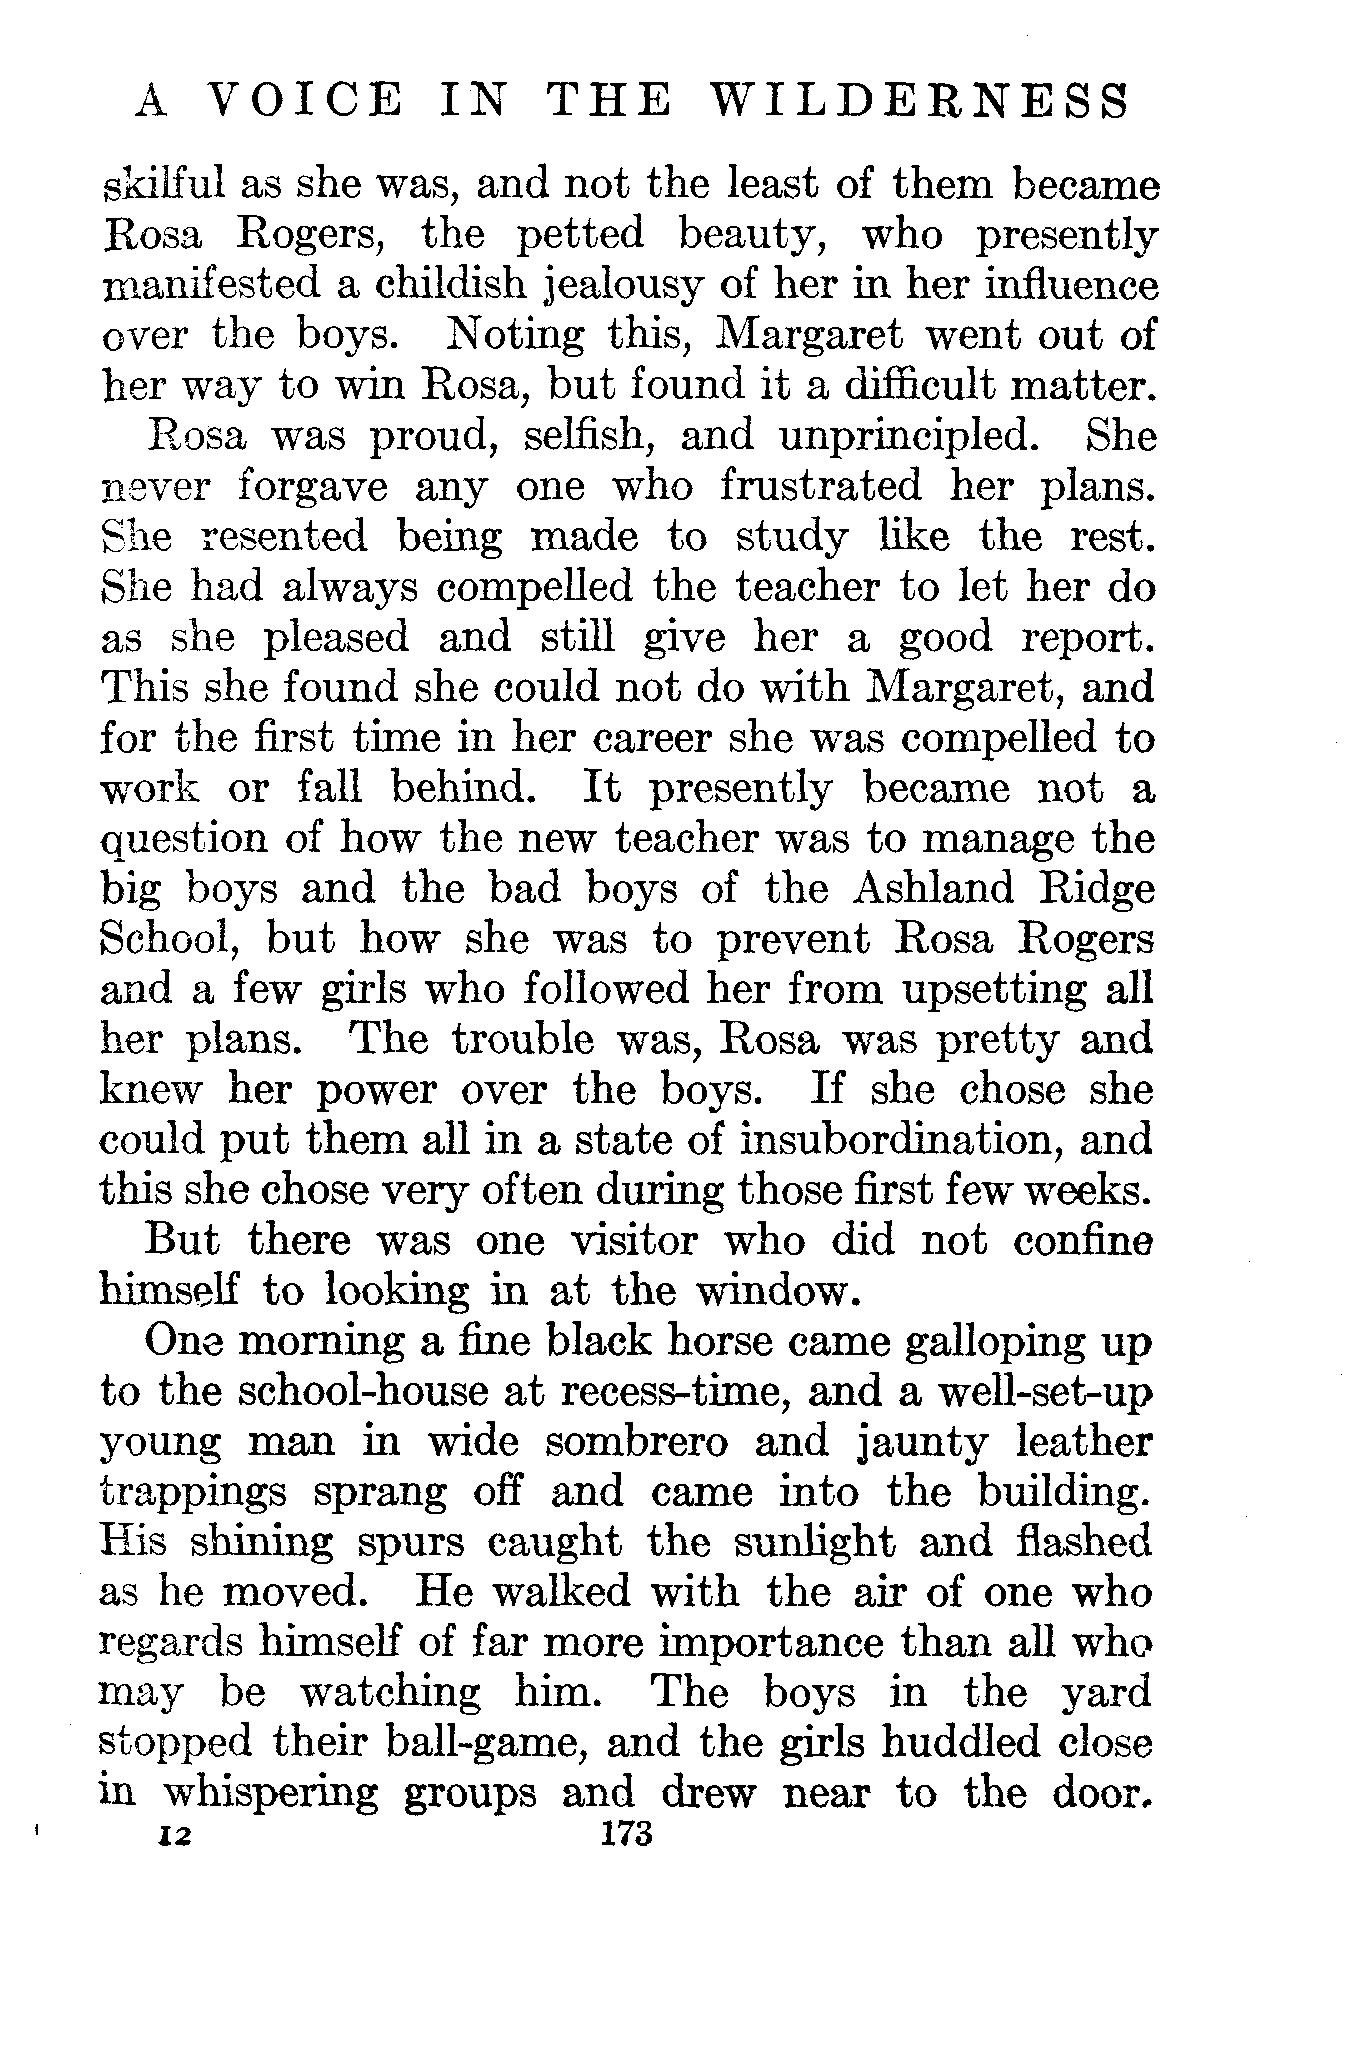 A VOICE IN THE WILDERNESS
skilful as she was, and not the least of them became
Rosa Rogers, the petted beauty, who presently
manifested a childish jealousy of her in her influence
over the boys. Noting this, Margaret went out of
her way to win Rosa, but found it a difficult matter.
Rosa was proud, selfish, and unprincipled. She
never forgave any one who frustrated her plans.
She resented being made to study like the rest.
She had always compelled the teacher to let her do
as she pleased and still give her a good report.
This she found she could not do with Margaret, and
for the first time in her career she was compelled to
work or fall behind. It presently became not a
question of how the new teacher was to manage the
big boys and the bad boys of the Ashland Ridge
School, but how she was to prevent Rosa Rogers
and a few girls who followed her from upsetting all
her plans. The trouble was, Rosa was pretty and
knew her power over the boys. If she chose she
could put them all in a state of insubordination, and
this she chose very often during those first few weeks.
But there was one visitor who did not confine
himself to looking in at the window.
One morning a fine black horse came galloping up
to the school-house at recess-time, and a well-set-up
young man in wide sombrero and jaunty leather
trappings sprang off and came into the building.
His shining spurs caught the sunlight and flashed
as he moved. He walked with the air of one who
regards himself of far more importance than all who
may be watching him. The boys in the yard
stopped their ball-game, and the girls huddled close
in whispering groups and drew near to the door.
12 173